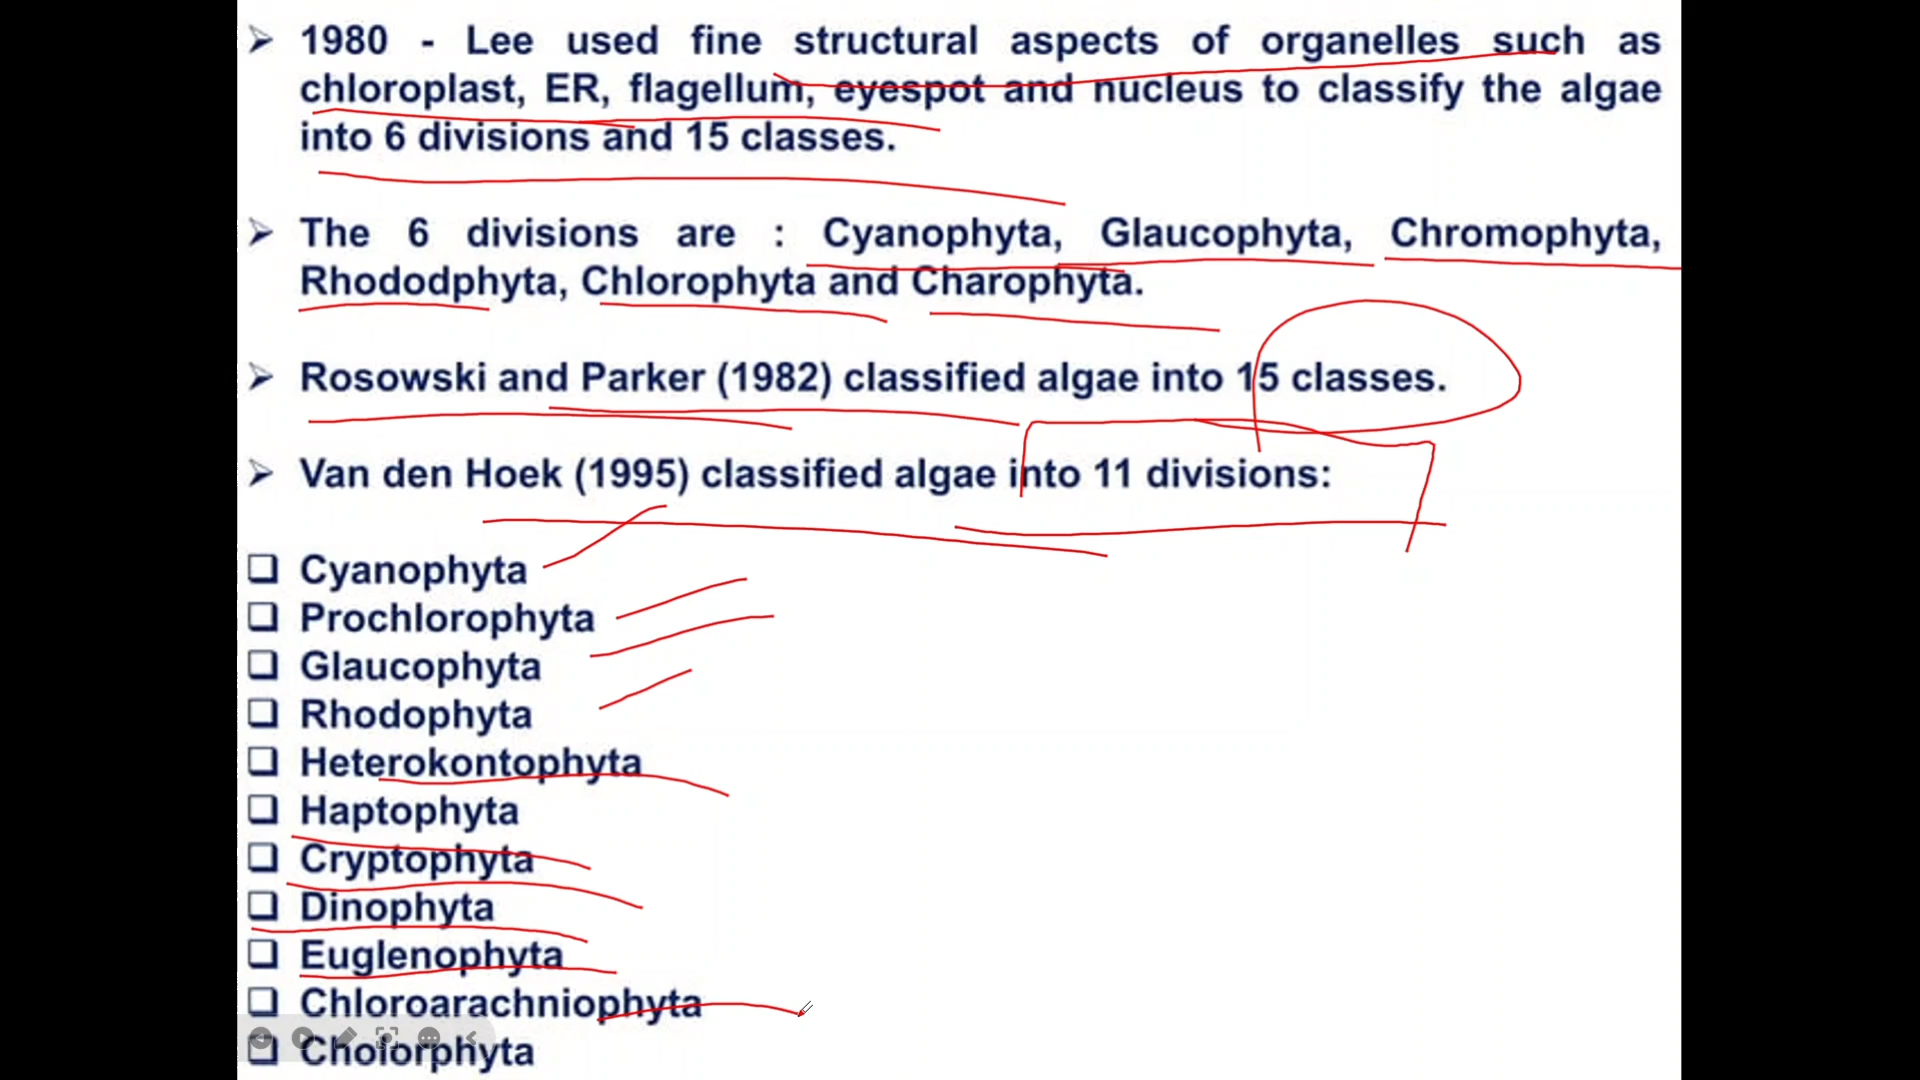 ➢ 1980 - Lee used fine structural aspects of organelles such as
chloroplast, ER, flagellum, eyespot and nucleus to classify the algae
into 6 divisions and 15 classes.
➢ The 6 divisions are : Cyanophyta, Glaucophyta, Chromophyta,
Rhododphyta, Chlorophyta and Charophyta.
➢ Rosowski and Parker (1982) classified algae into 15 classes.
➢ Van den Hoek (1995) classified algae into 11 divisions:
❑ Cyanophyta
❑ Prochlorophyta
❑ Glaucophyta
❑ Rhodophyta
❑ Heterokontophyta
❑ Haptophyta
❑ Cryptophyta
❑ Dinophyta
❑ Euglenophyta
❑ Chloroarachniophyta
❑ Cholorphyta